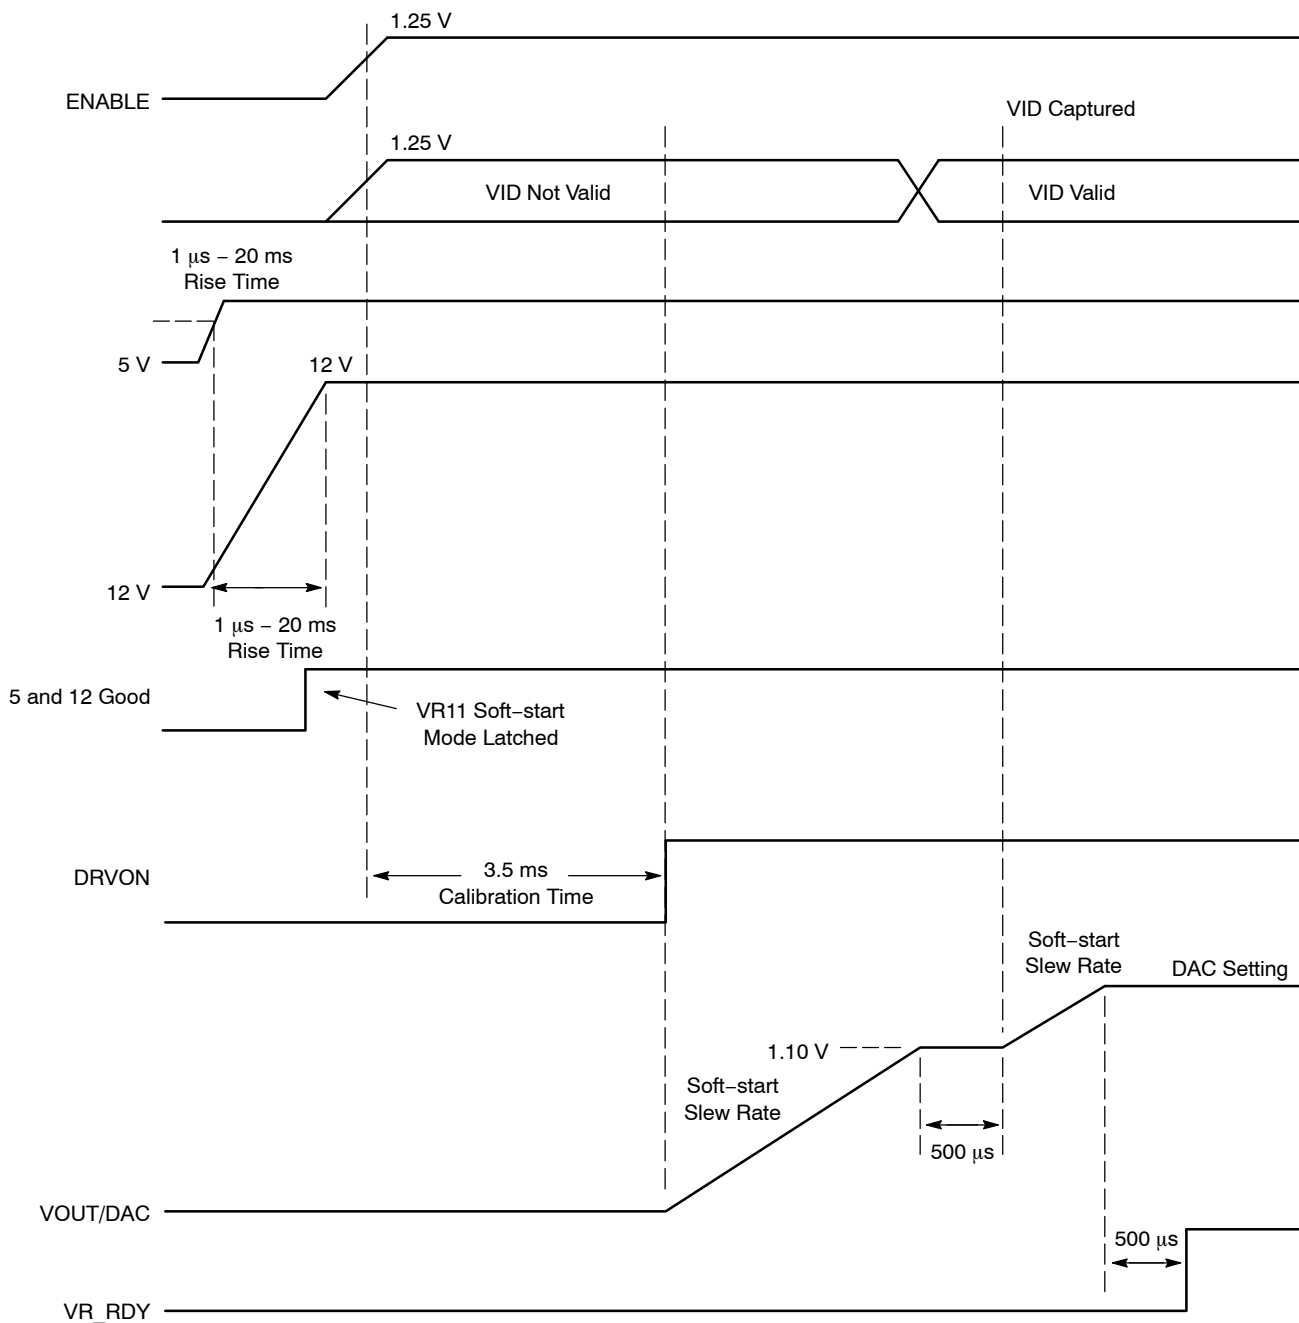 1.25 V
ENABLE
VID Captured
1.25 V
VID Not Valid
VID Valid
1 μs − 20 ms
Rise Time
5 V
12 V
12 V
1 μs − 20 ms
Rise Time
5 and 12 Good
VR11 Soft−start
Mode Latched
DRVON
3.5 ms
Calibration Time
Soft−start
Slew Rate
DAC Setting
1.10 V
Soft−start
Slew Rate
500 μs
VOUT/DAC
500 μs
VR_RDY